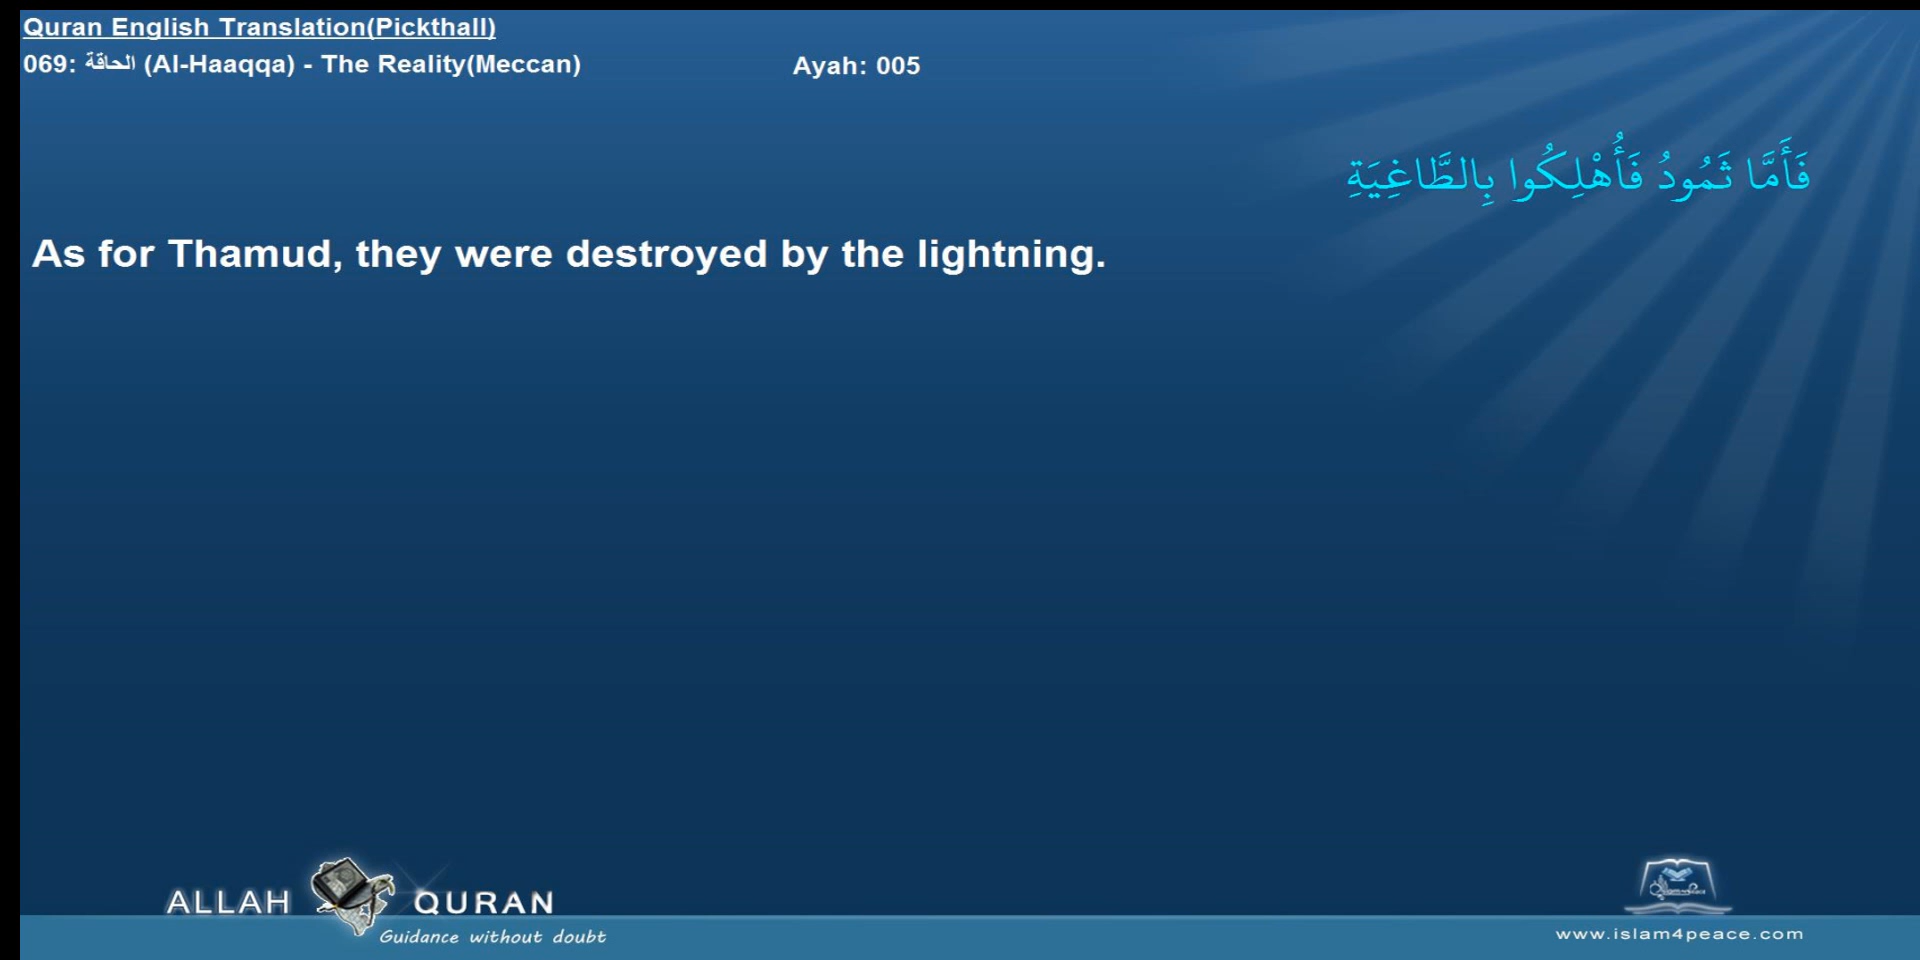 Quran English Translation(Pickthall)
069: الحاقة (Al-Haaqqa) - The Reality(Meccan)
Ayah: 005
فَأَمَّا ثَمُودُ فَأُهْلِكُوا بِالطَّاغِيَةِ
As for Thamud, they were destroyed by the lightning.
ALLAH QURAN
Guidance without doubt
www.islam4peace.com